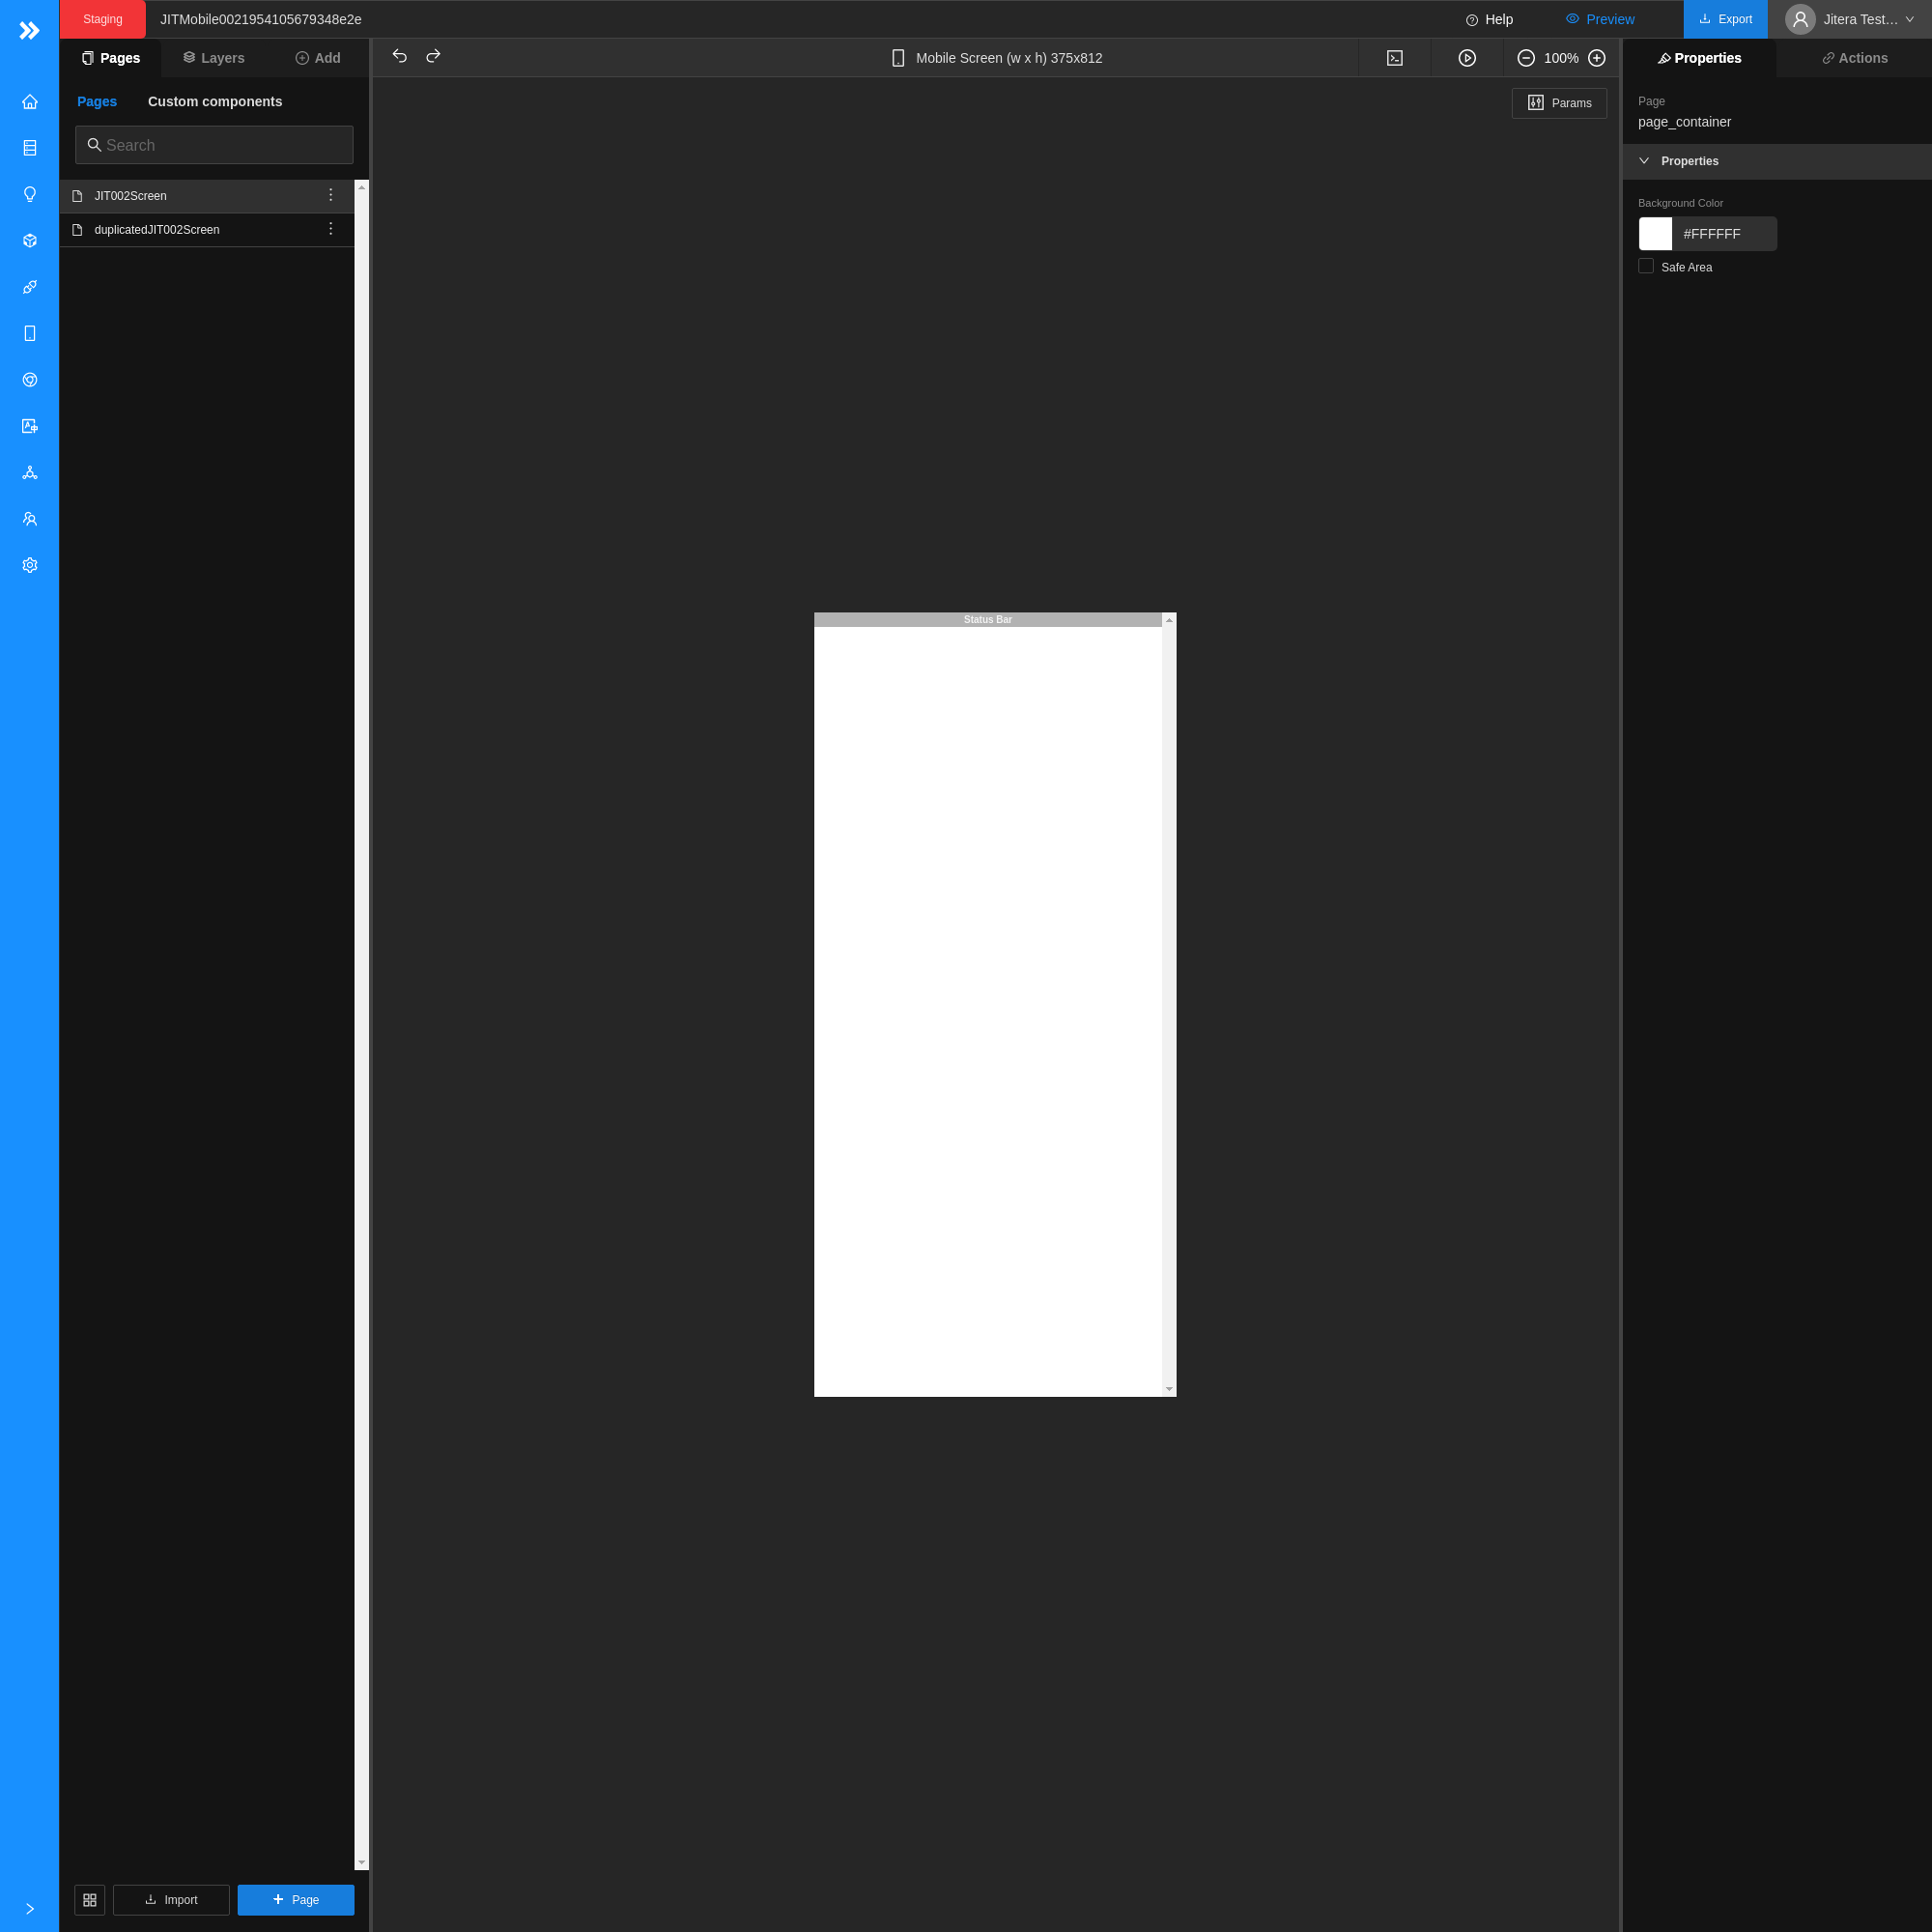 Staging
JITMobile0021954105679348e2e
Help
Preview
Export
Jitera Test…
Pages
Layers
Add
Mobile Screen (w x h) 375x812
100%
Properties
Actions
Pages
Custom components
Params
Search
JIT002Screen
duplicatedJIT002Screen
Page
page_container
Properties
Background Color
#FFFFFF
Safe Area
Status Bar
Import
Page